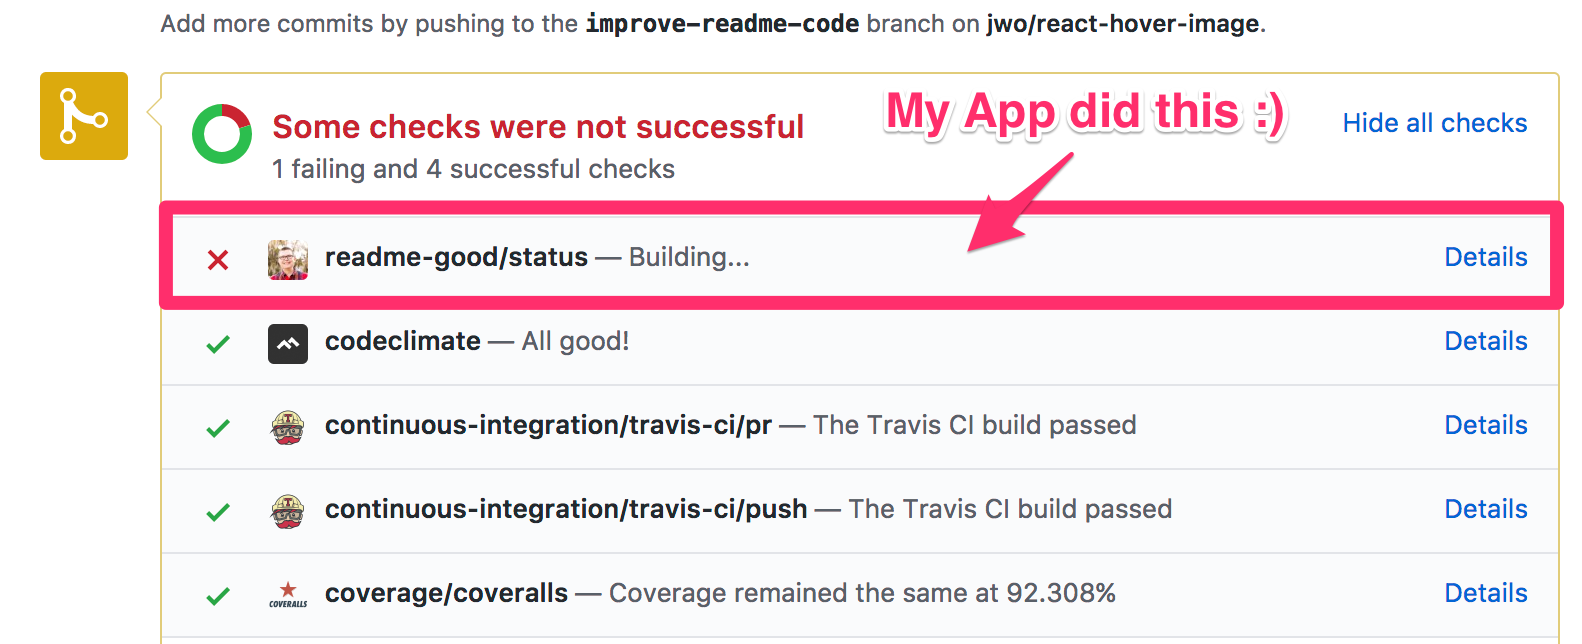 Add more commits by pushing to the improve-readme-code branch on jwo/react-hover-image.
My App did this :)
Some checks were not successful
Hide all checks
1 failing and 4 successful checks
readme-good/status — Building... Details
codeclimate — All good! Details
continuous-integration/travis-ci/pr — The Travis CI build passed Details
continuous-integration/travis-ci/push — The Travis CI build passed Details
COVERALLS coverage/coveralls — Coverage remained the same at 92.308% Details